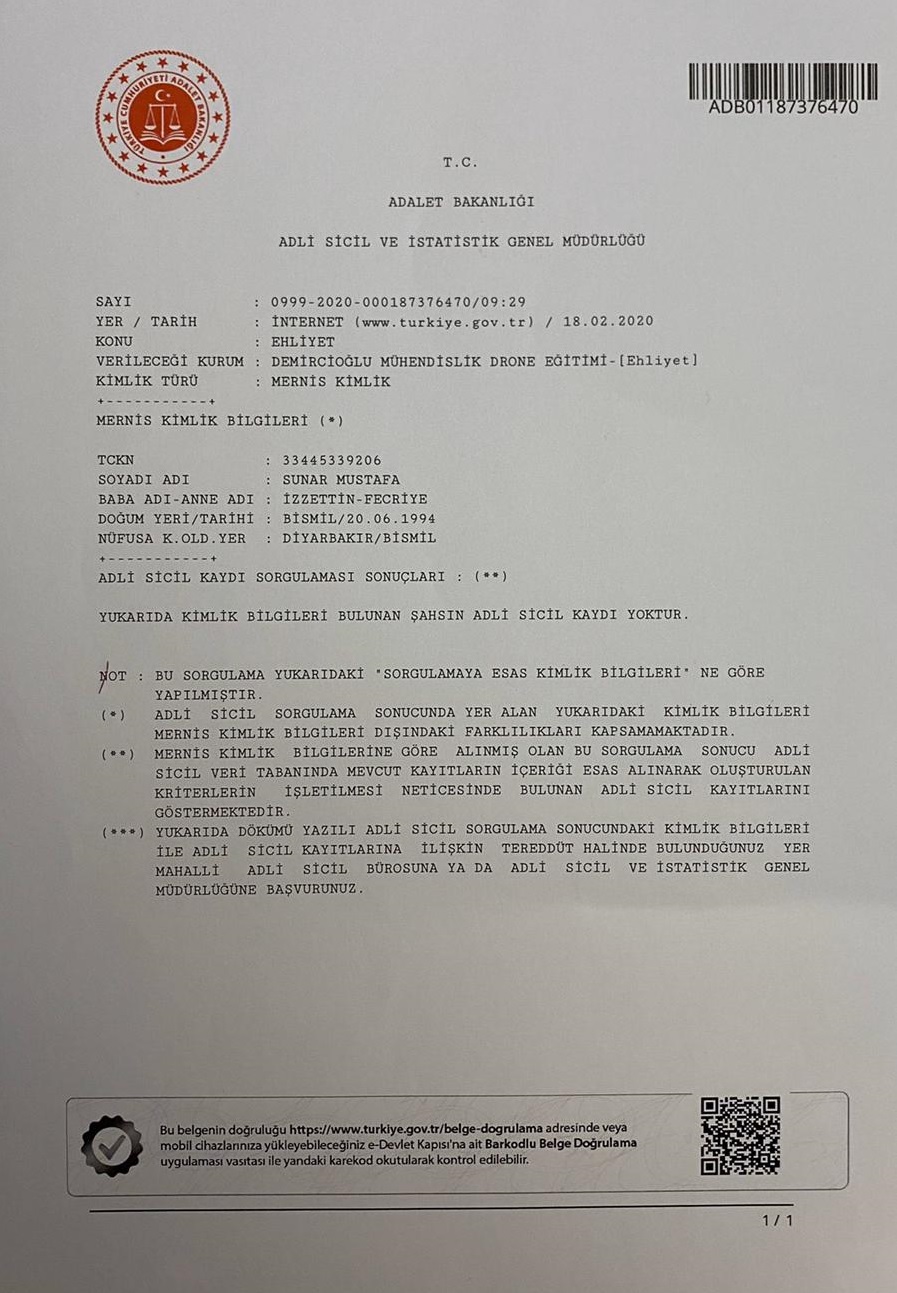 TÜRKİYE CUMHURİYETİ ADALET BAKANLIĞI
ADB01187376470
T.C.
ADALET BAKANLIĞI
ADLİ SİCİL VE İSTATİSTİK GENEL MÜDÜRLÜĞÜ
SAYI : 0999-2020-000187376470/09:29
YER / TARİH : İNTERNET (www.turkiye.gov.tr) / 18.02.2020
KONU : EHLİYET
VERİLECEĞİ KURUM : DEMİRCİOĞLU MÜHENDİSLİK DRONE EĞİTİMİ-[Ehliyet]
KİMLİK TÜRÜ : MERNİS KİMLİK
+-----------+
MERNİS KİMLİK BİLGİLERİ (*)
TCKN : 33445339206
SOYADI ADI : SUNAR MUSTAFA
BABA ADI-ANNE ADI : İZZETTİN-FECRİYE
DOĞUM YERİ/TARİHİ : BİSMİL/20.06.1994
NÜFUSA K.OLD.YER : DİYARBAKIR/BİSMİL
+-----------+
ADLİ SİCİL KAYDI SORGULAMASI SONUÇLARI : (**)
YUKARIDA KİMLİK BİLGİLERİ BULUNAN ŞAHSIN ADLİ SİCİL KAYDI YOKTUR.
NOT : BU SORGULAMA YUKARIDAKİ "SORGULAMAYA ESAS KİMLİK BİLGİLERİ" NE GÖRE
YAPILMIŞTIR.
(*) ADLİ SİCİL SORGULAMA SONUCUNDA YER ALAN YUKARIDAKİ KİMLİK BİLGİLERİ
MERNİS KİMLİK BİLGİLERİ DIŞINDAKİ FARKLILIKLARI KAPSAMAMAKTADIR.
(**) MERNİS KİMLİK BİLGİLERİNE GÖRE ALINMIŞ OLAN BU SORGULAMA SONUCU ADLİ
SİCİL VERİ TABANINDA MEVCUT KAYITLARIN İÇERİĞİ ESAS ALINARAK OLUŞTURULAN
KRİTERLERİN İŞLETİLMESİ NETİCESİNDE BULUNAN ADLİ SİCİL KAYITLARINI
GÖSTERMEKTEDİR.
(***) YUKARIDA DÖKÜMÜ YAZILI ADLİ SİCİL SORGULAMA SONUCUNDAKİ KİMLİK BİLGİLERİ
İLE ADLİ SİCİL KAYITLARINA İLİŞKİN TEREDDÜT HALİNDE BULUNDUĞUNUZ YER
MAHALLİ ADLİ SİCİL BÜROSUNA YA DA ADLİ SİCİL VE İSTATİSTİK GENEL
MÜDÜRLÜĞÜNE BAŞVURUNUZ.
Bu belgenin doğruluğu https://www.turkiye.gov.tr/belge-dogrulama adresinde veya
mobil cihazlarınıza yükleyebileceğiniz e-Devlet Kapısı'na ait Barkodlu Belge Doğrulama
uygulaması vasıtası ile yandaki karekod okutularak kontrol edilebilir.
1 / 1